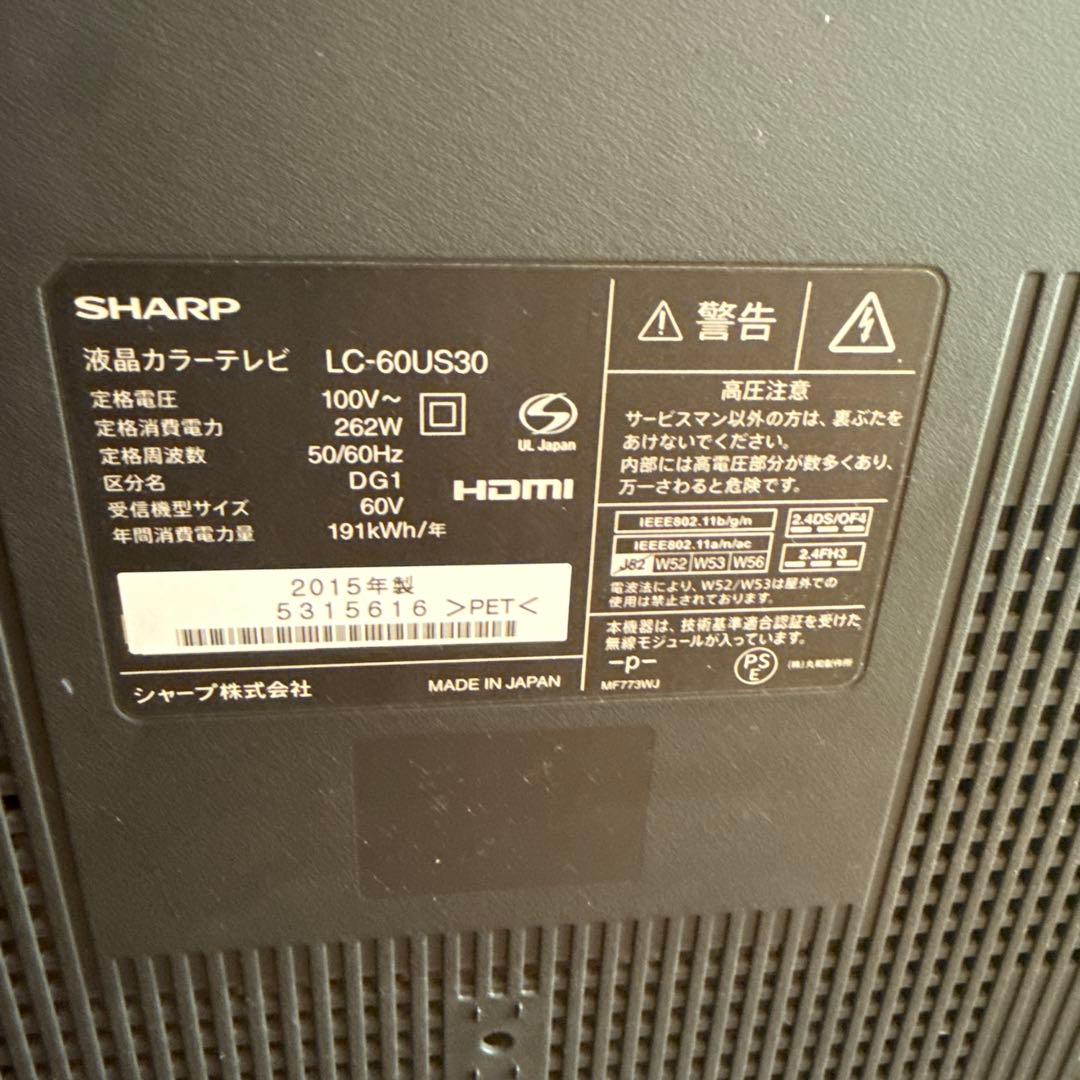 SHARP
液晶カラーテレビ LC-60US30
定格電圧 100V～
定格消費電力 262W
定格周波数 50/60Hz
区分名 DG1
受信機型サイズ 60V
年間消費電力量 191kWh/年
UL Japan
HDMI
2015年製
5315616 >PET<
シャープ株式会社 MADE IN JAPAN
警告
高圧注意
サービスマン以外の方は、裏ぶたを
あけないでください。
内部には高電圧部分が数多くあり、
万一さわると危険です。
IEEE802.11b/g/n 2.4DS/OF4
IEEE802.11a/n/ac
J52 W52 W53 W56 2.4FH3
電波法により、W52/W53は屋外での
使用は禁止されております。
本機器は、技術基準適合認証を受けた
無線モジュールが入っています。
-p- PSE (株)丸和製作所
MF773WJ